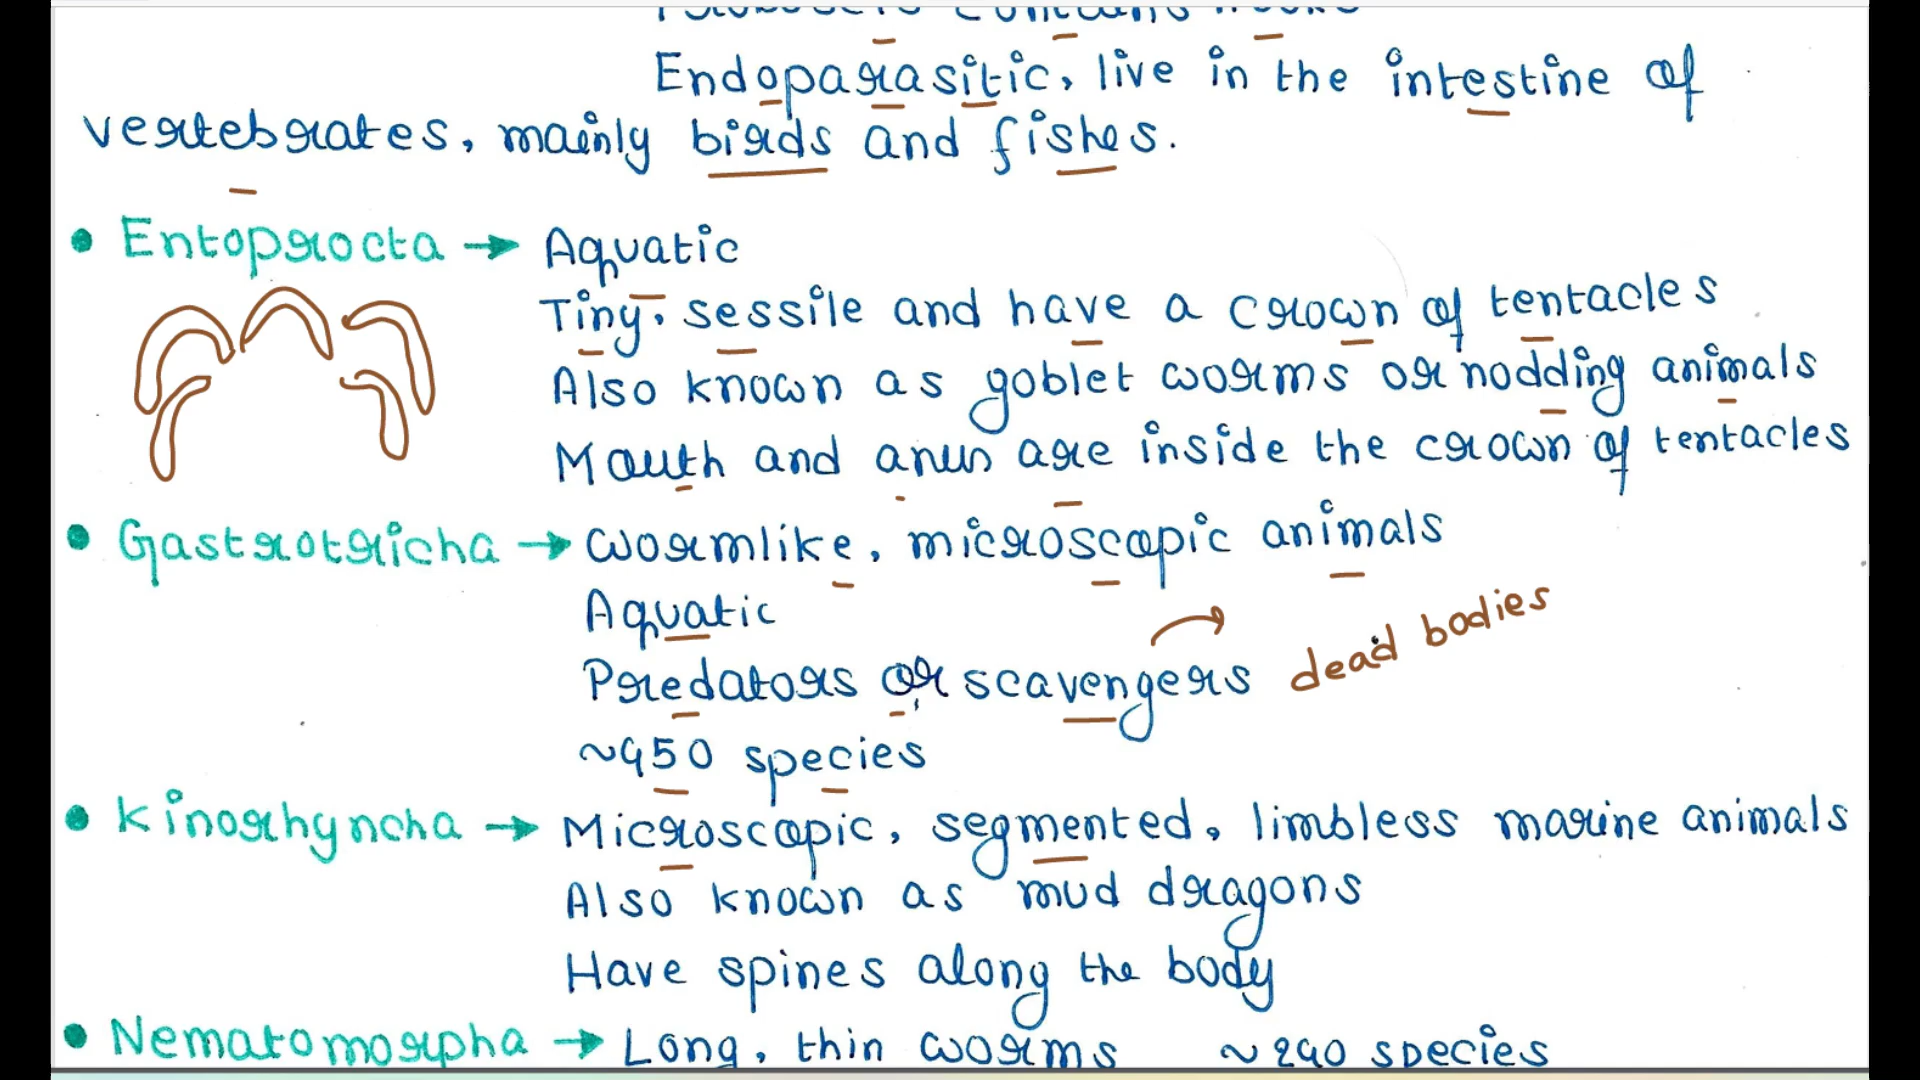 Proboscis contains hooks
Endoparasitic, live in the intestine of
vertebrates, mainly birds and fishes.
• Entoprocta → Aquatic
Tiny, sessile and have a crown of tentacles
Also known as goblet worms or nodding animals
Mouth and anus are inside the crown of tentacles
• Gastrotricha → Wormlike, microscopic animals
Aquatic
Predators or scavengers dead bodies
~450 species
• Kinorhyncha → Microscopic, segmented, limbless marine animals
Also known as mud dragons
Have spines along the body
• Nematomorpha → Long, thin worms ~240 species